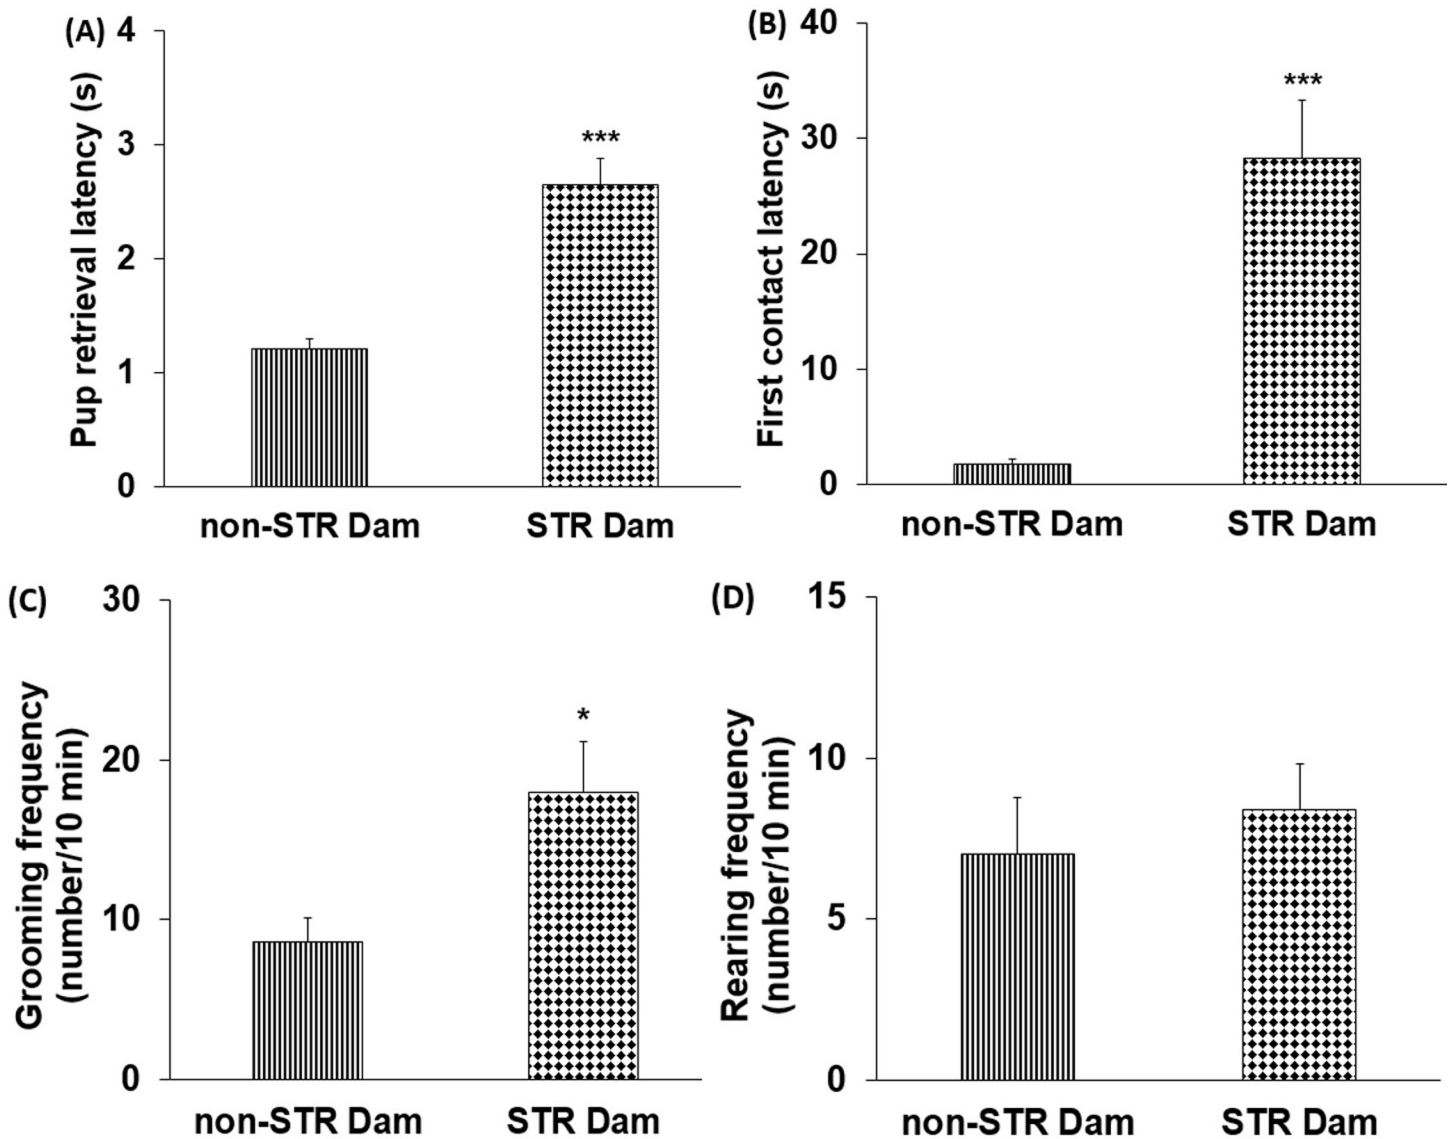 (A)
Pup retrieval latency (s)
4
3
2
1
0
***
non-STR Dam
STR Dam
(B)
First contact latency (s)
40
30
20
10
0
***
non-STR Dam
STR Dam
(C)
Grooming frequency
(number/10 min)
30
20
10
0
*
non-STR Dam
STR Dam
(D)
Rearing frequency
(number/10 min)
15
10
5
0
non-STR Dam
STR Dam